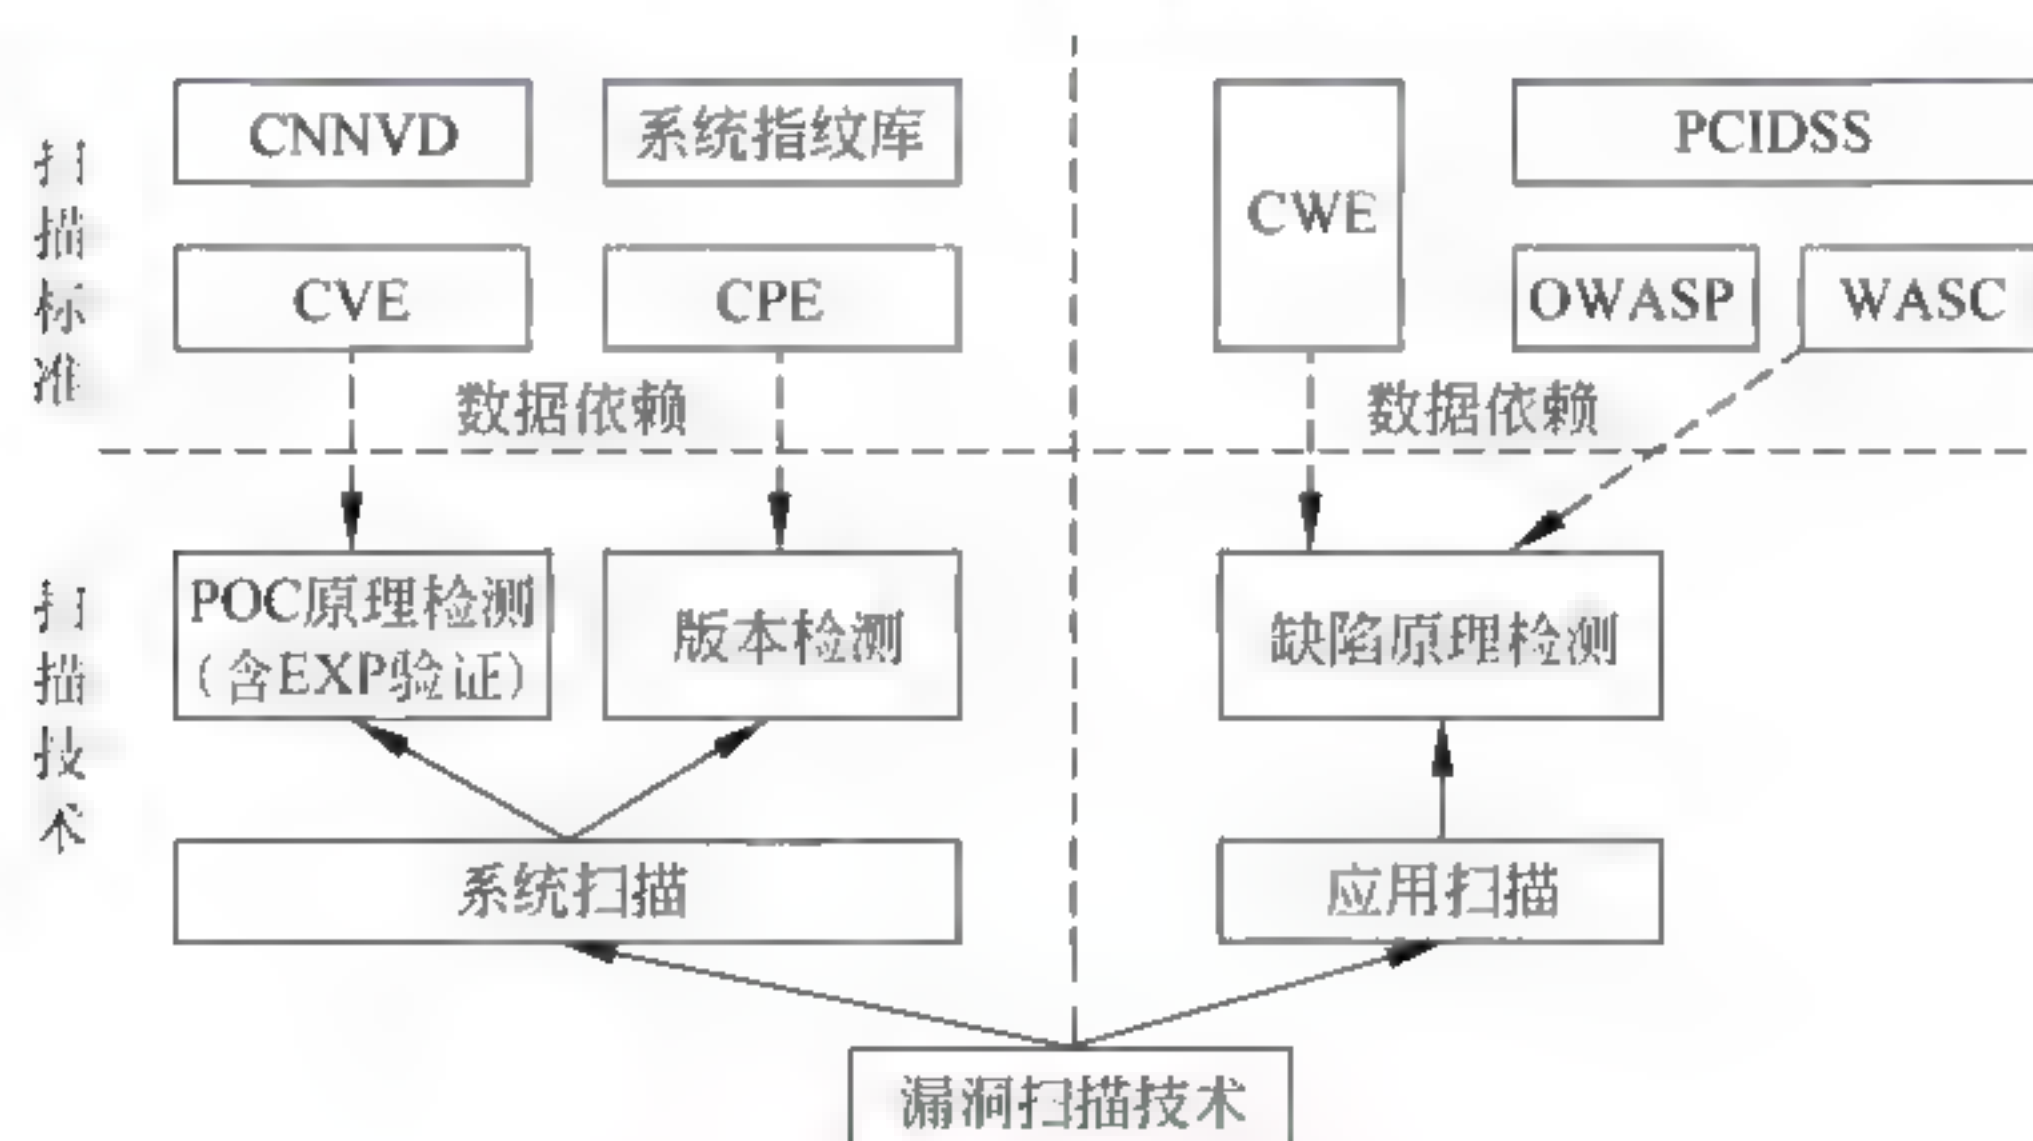 CNNVD
系统指纹库
CWE
PCIDSS
CVE
CPE
OWASP
WASC
扫描标准
数据依赖
数据依赖
POC原理检测
(含EXP验证)
版本检测
缺陷原理检测
扫描技术
系统扫描
应用扫描
漏洞扫描技术